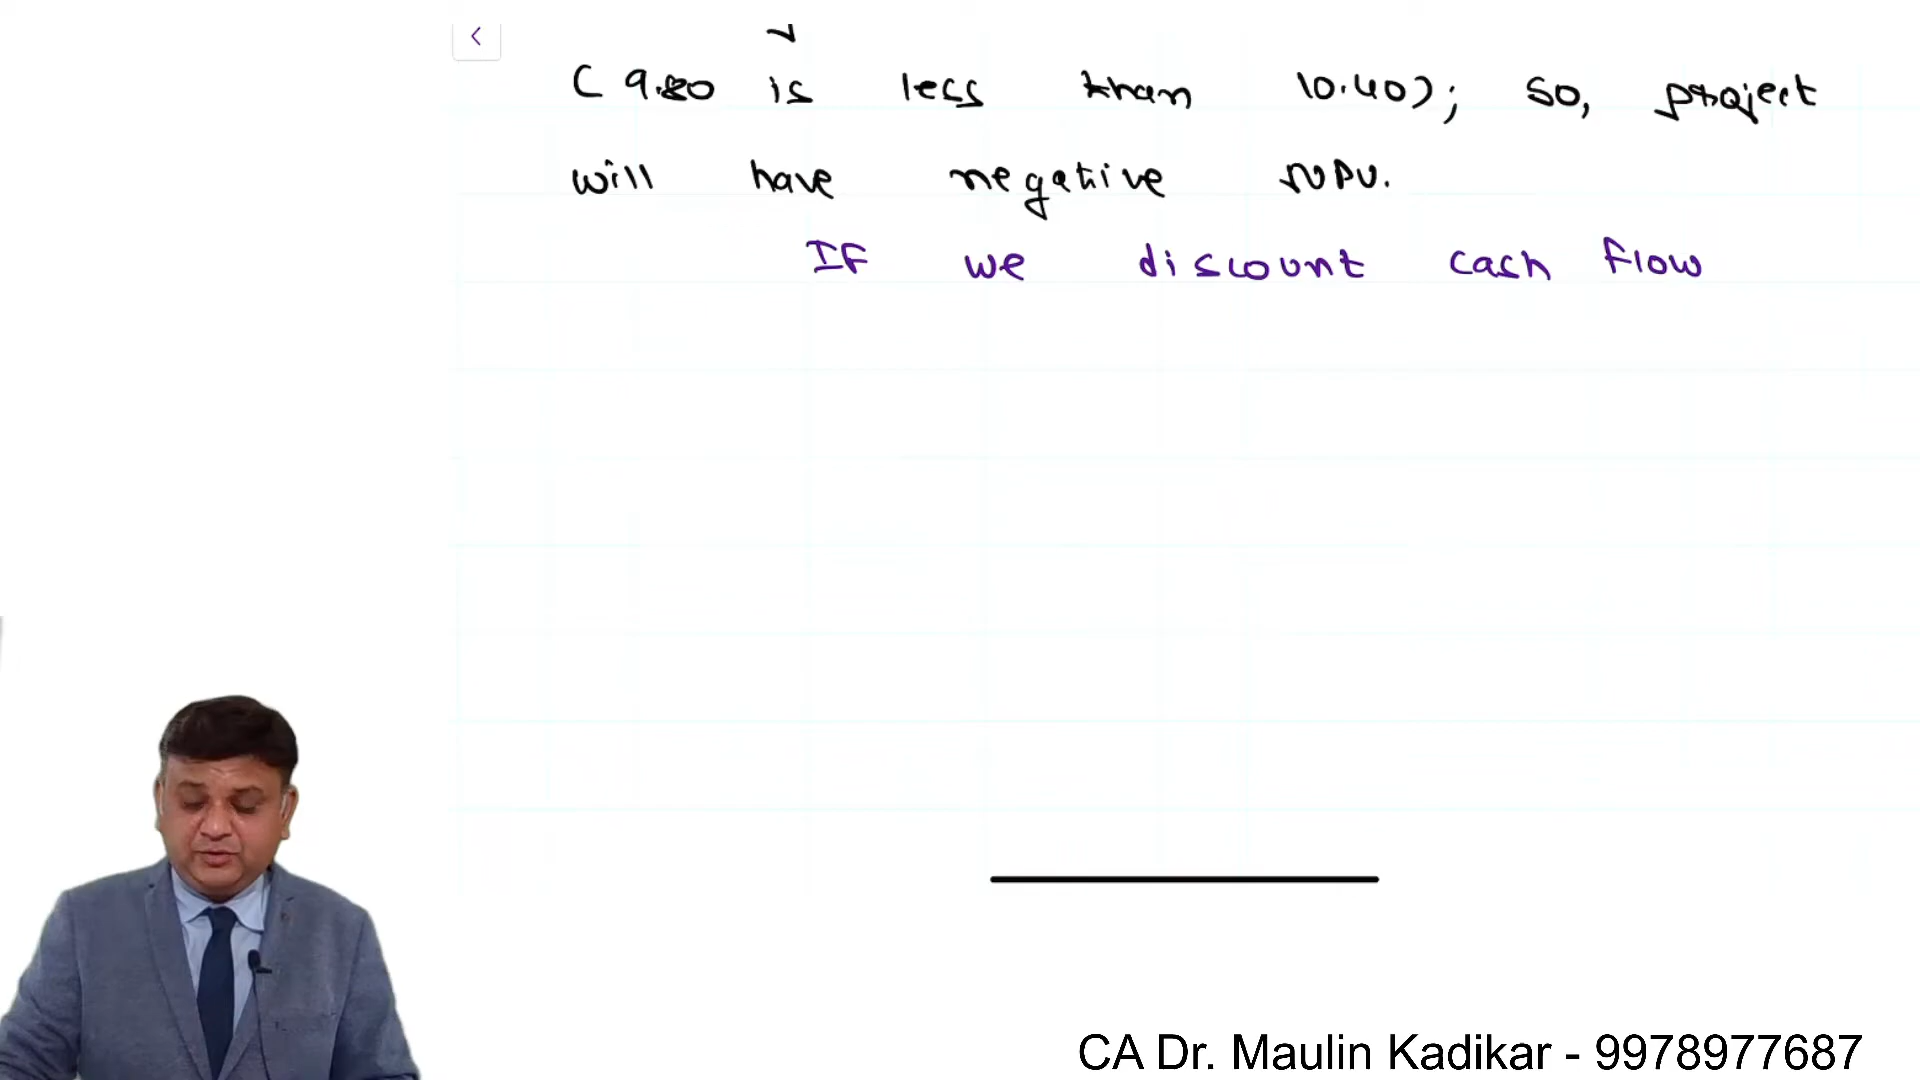 ( 9.80 is less than 10.40); So, project
will have negative NPV.
IF we discount cash flow
CA Dr. Maulin Kadikar - 9978977687